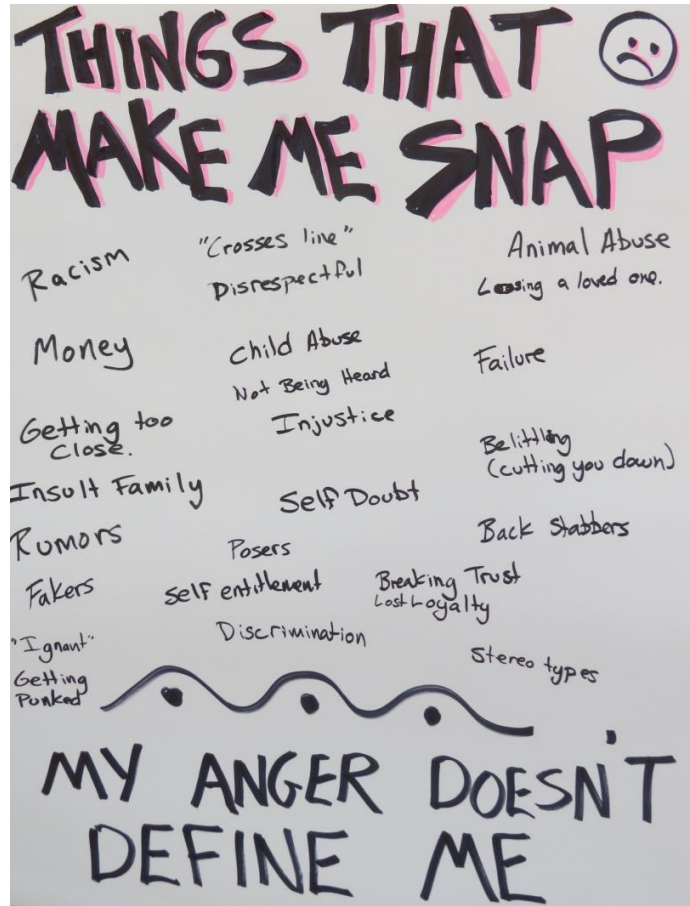 THINGS THAT
MAKE ME SNAP
Racism
"Crosses line"
Disrespectful
Animal Abuse
Loosing a loved one.
Money
Child Abuse
Not Being Heard
Failure
Getting too
Close.
Injustice
Belittling
(cutting you down)
Insult Family
Self Doubt
Rumors
Posers
Back Stabbers
Fakers
Self entitlement
Breaking Trust
Lost Loyalty
"Ignant"
Discrimination
Stereo types
Getting
Punked
MY ANGER DOESN'T
DEFINE ME